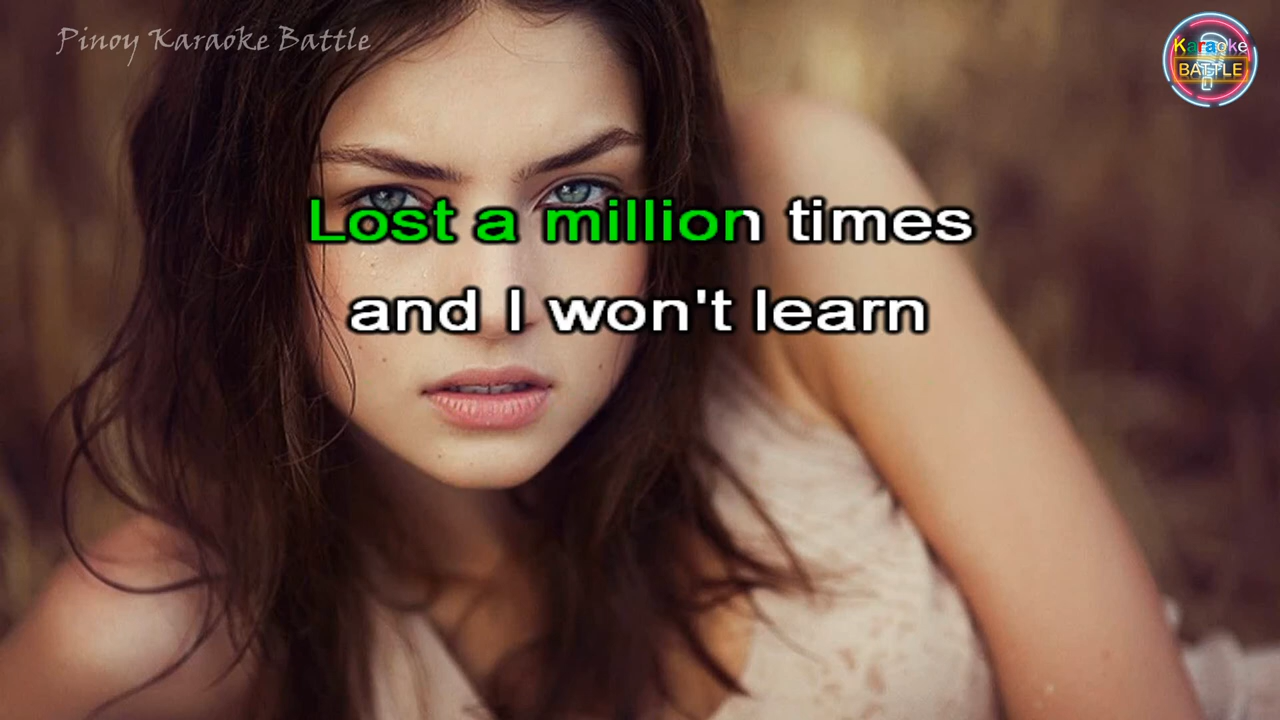 Pinoy Karaoke Battle
Karaoke
BATTLE
Lost a million times
and I won't learn